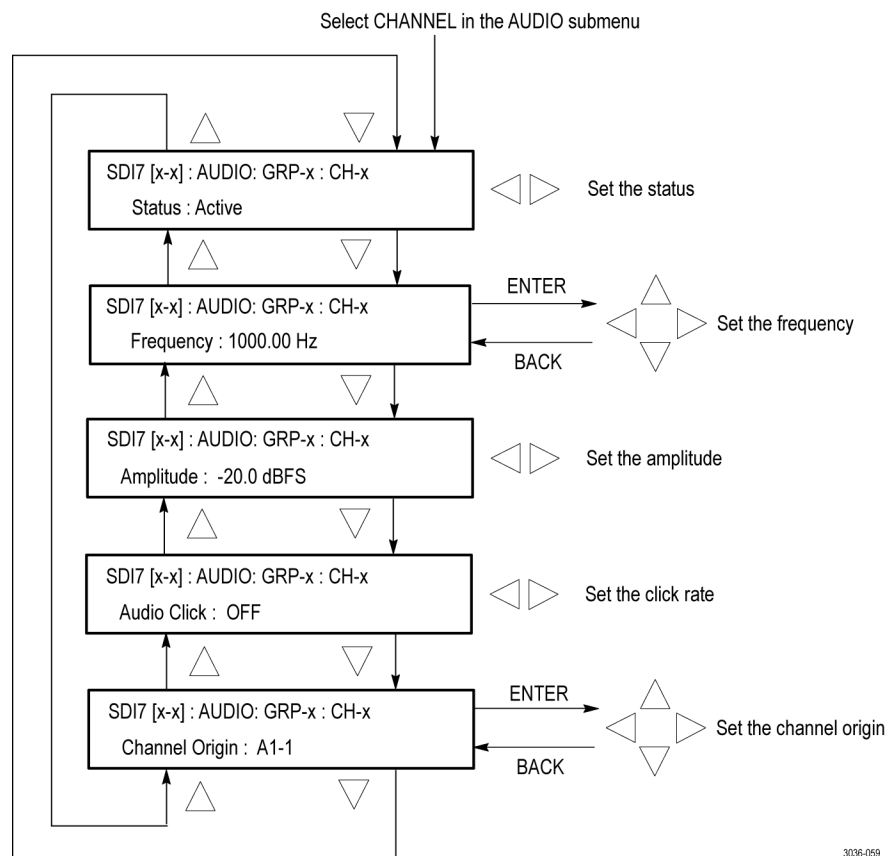 Select CHANNEL in the AUDIO submenu
SDI7 [x-x] : AUDIO: GRP-x : CH-x
Status : Active
Set the status
SDI7 [x-x] : AUDIO: GRP-x : CH-x
Frequency : 1000.00 Hz
ENTER
BACK
Set the frequency
SDI7 [x-x] : AUDIO: GRP-x : CH-x
Amplitude : -20.0 dBFS
Set the amplitude
SDI7 [x-x] : AUDIO: GRP-x : CH-x
Audio Click : OFF
Set the click rate
SDI7 [x-x] : AUDIO: GRP-x : CH-x
Channel Origin : A1-1
ENTER
BACK
Set the channel origin
3036-059